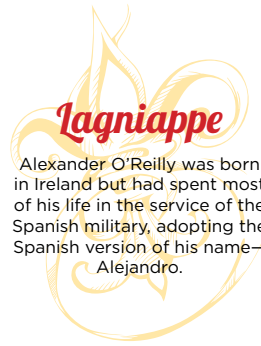 Lagniappe
Alexander O'Reilly was born
in Ireland but had spent most
of his life in the service of the
Spanish military, adopting the
Spanish version of his name—
Alejandro.